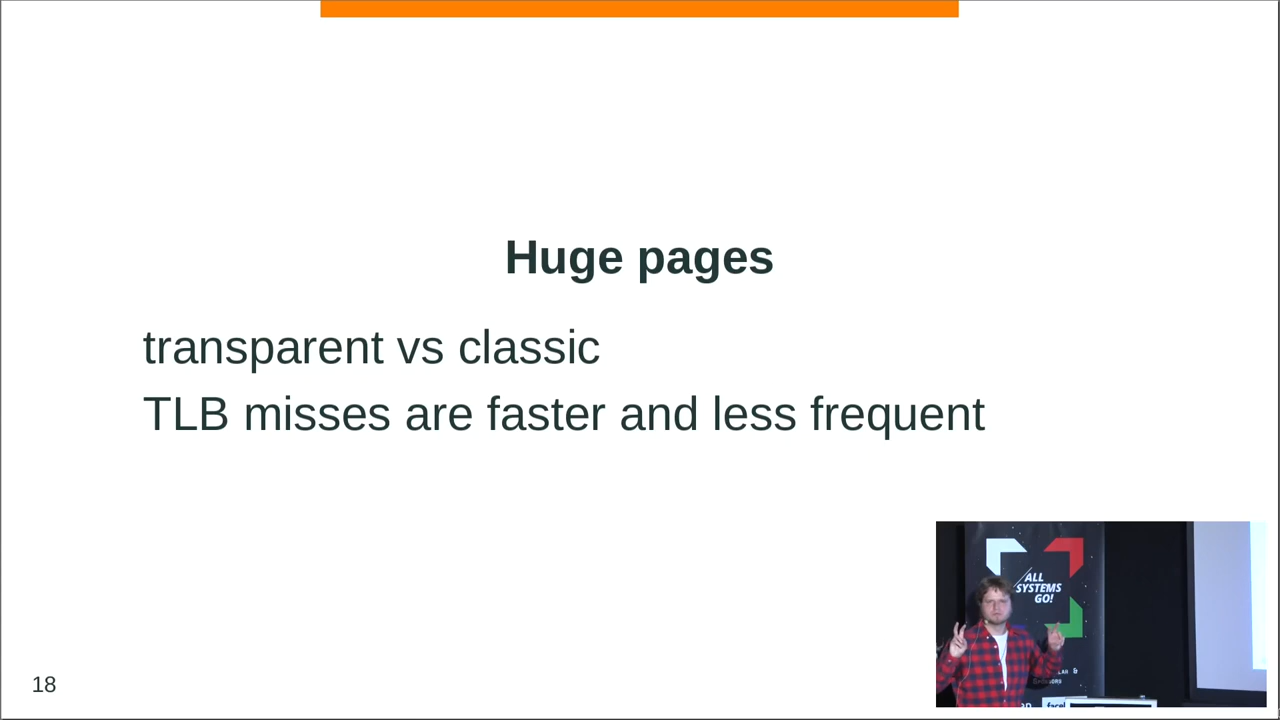 Huge pages
transparent vs classic
TLB misses are faster and less frequent
ALL
SYSTEMS
GO!
18